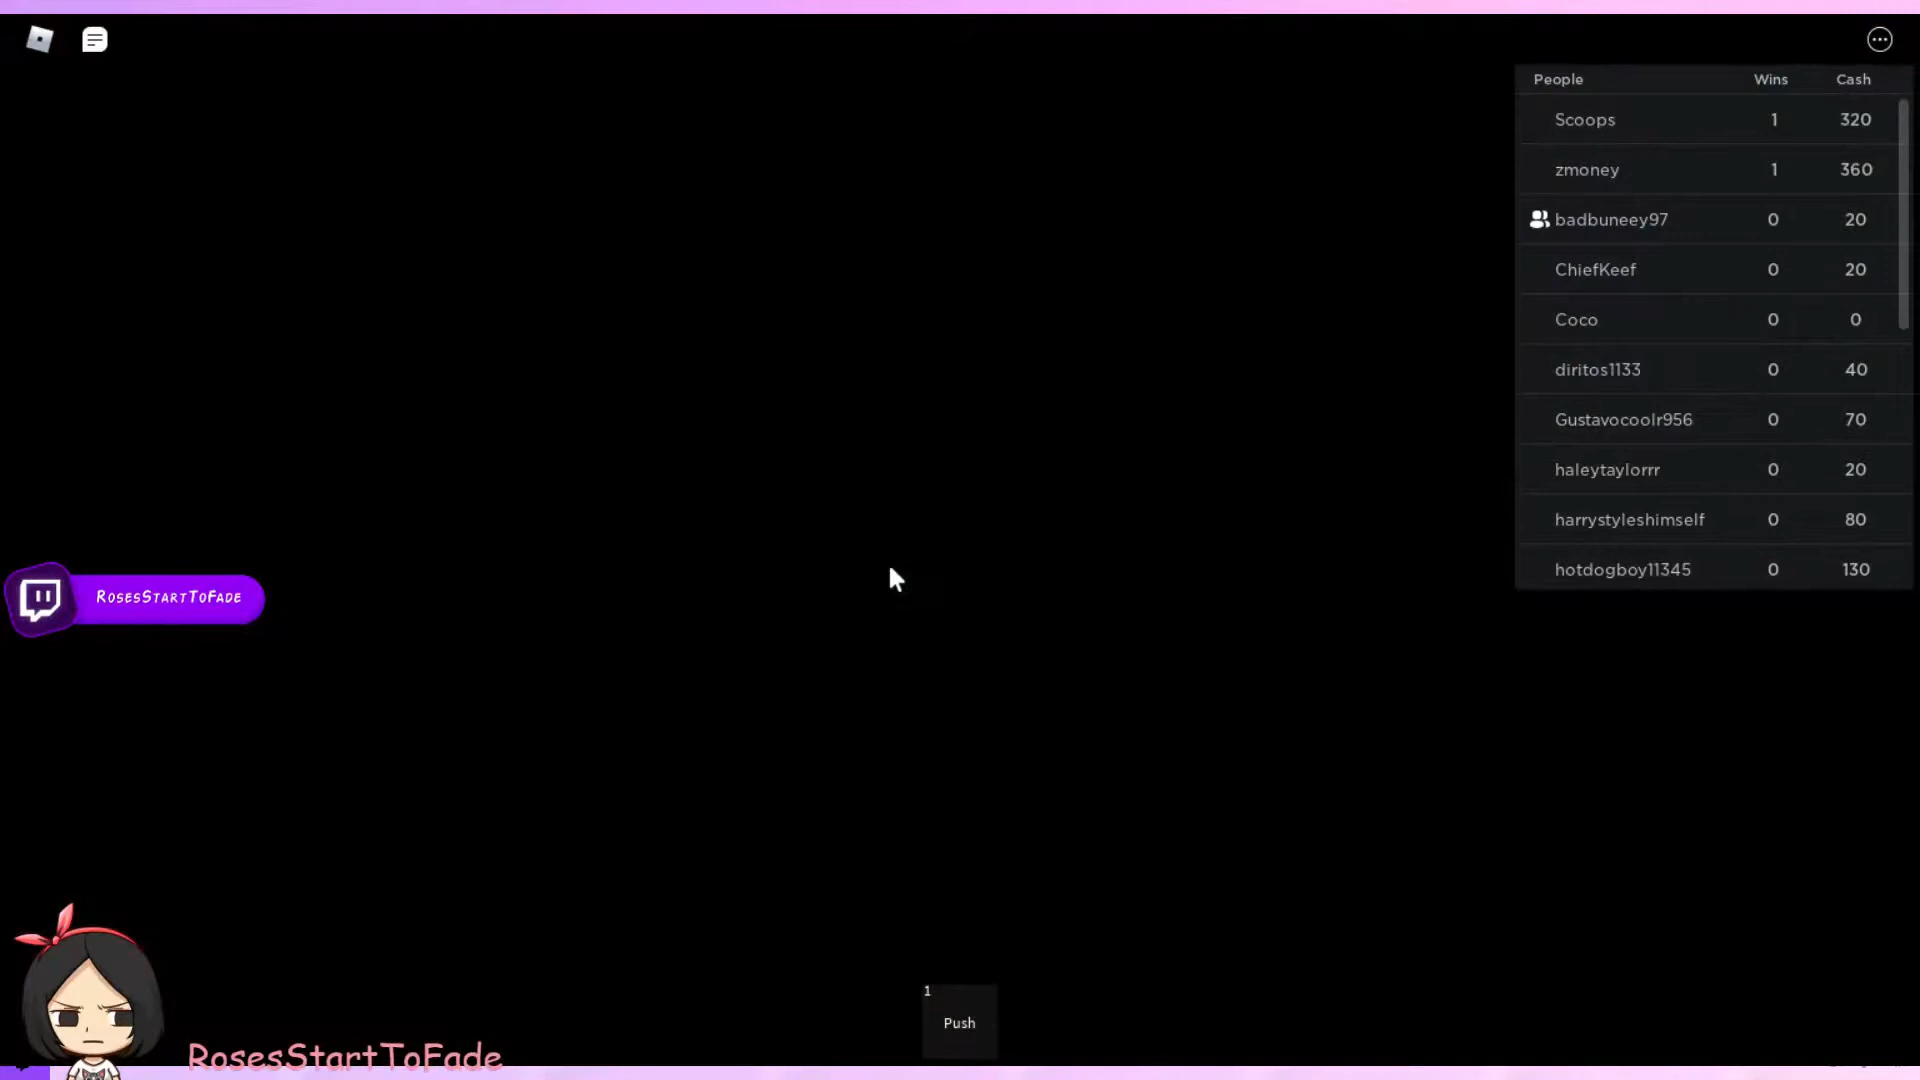 People Wins Cash
Scoops 1 320
zmoney 1 360
badbuneey97 0 20
ChiefKeef 0 20
Coco 0 0
diritos1133 0 40
Gustavocoolr956 0 70
haleytaylorrr 0 20
harrystyleshimself 0 80
hotdogboy11345 0 130
RosesStartToFade
1
Push
RosesStartToFade